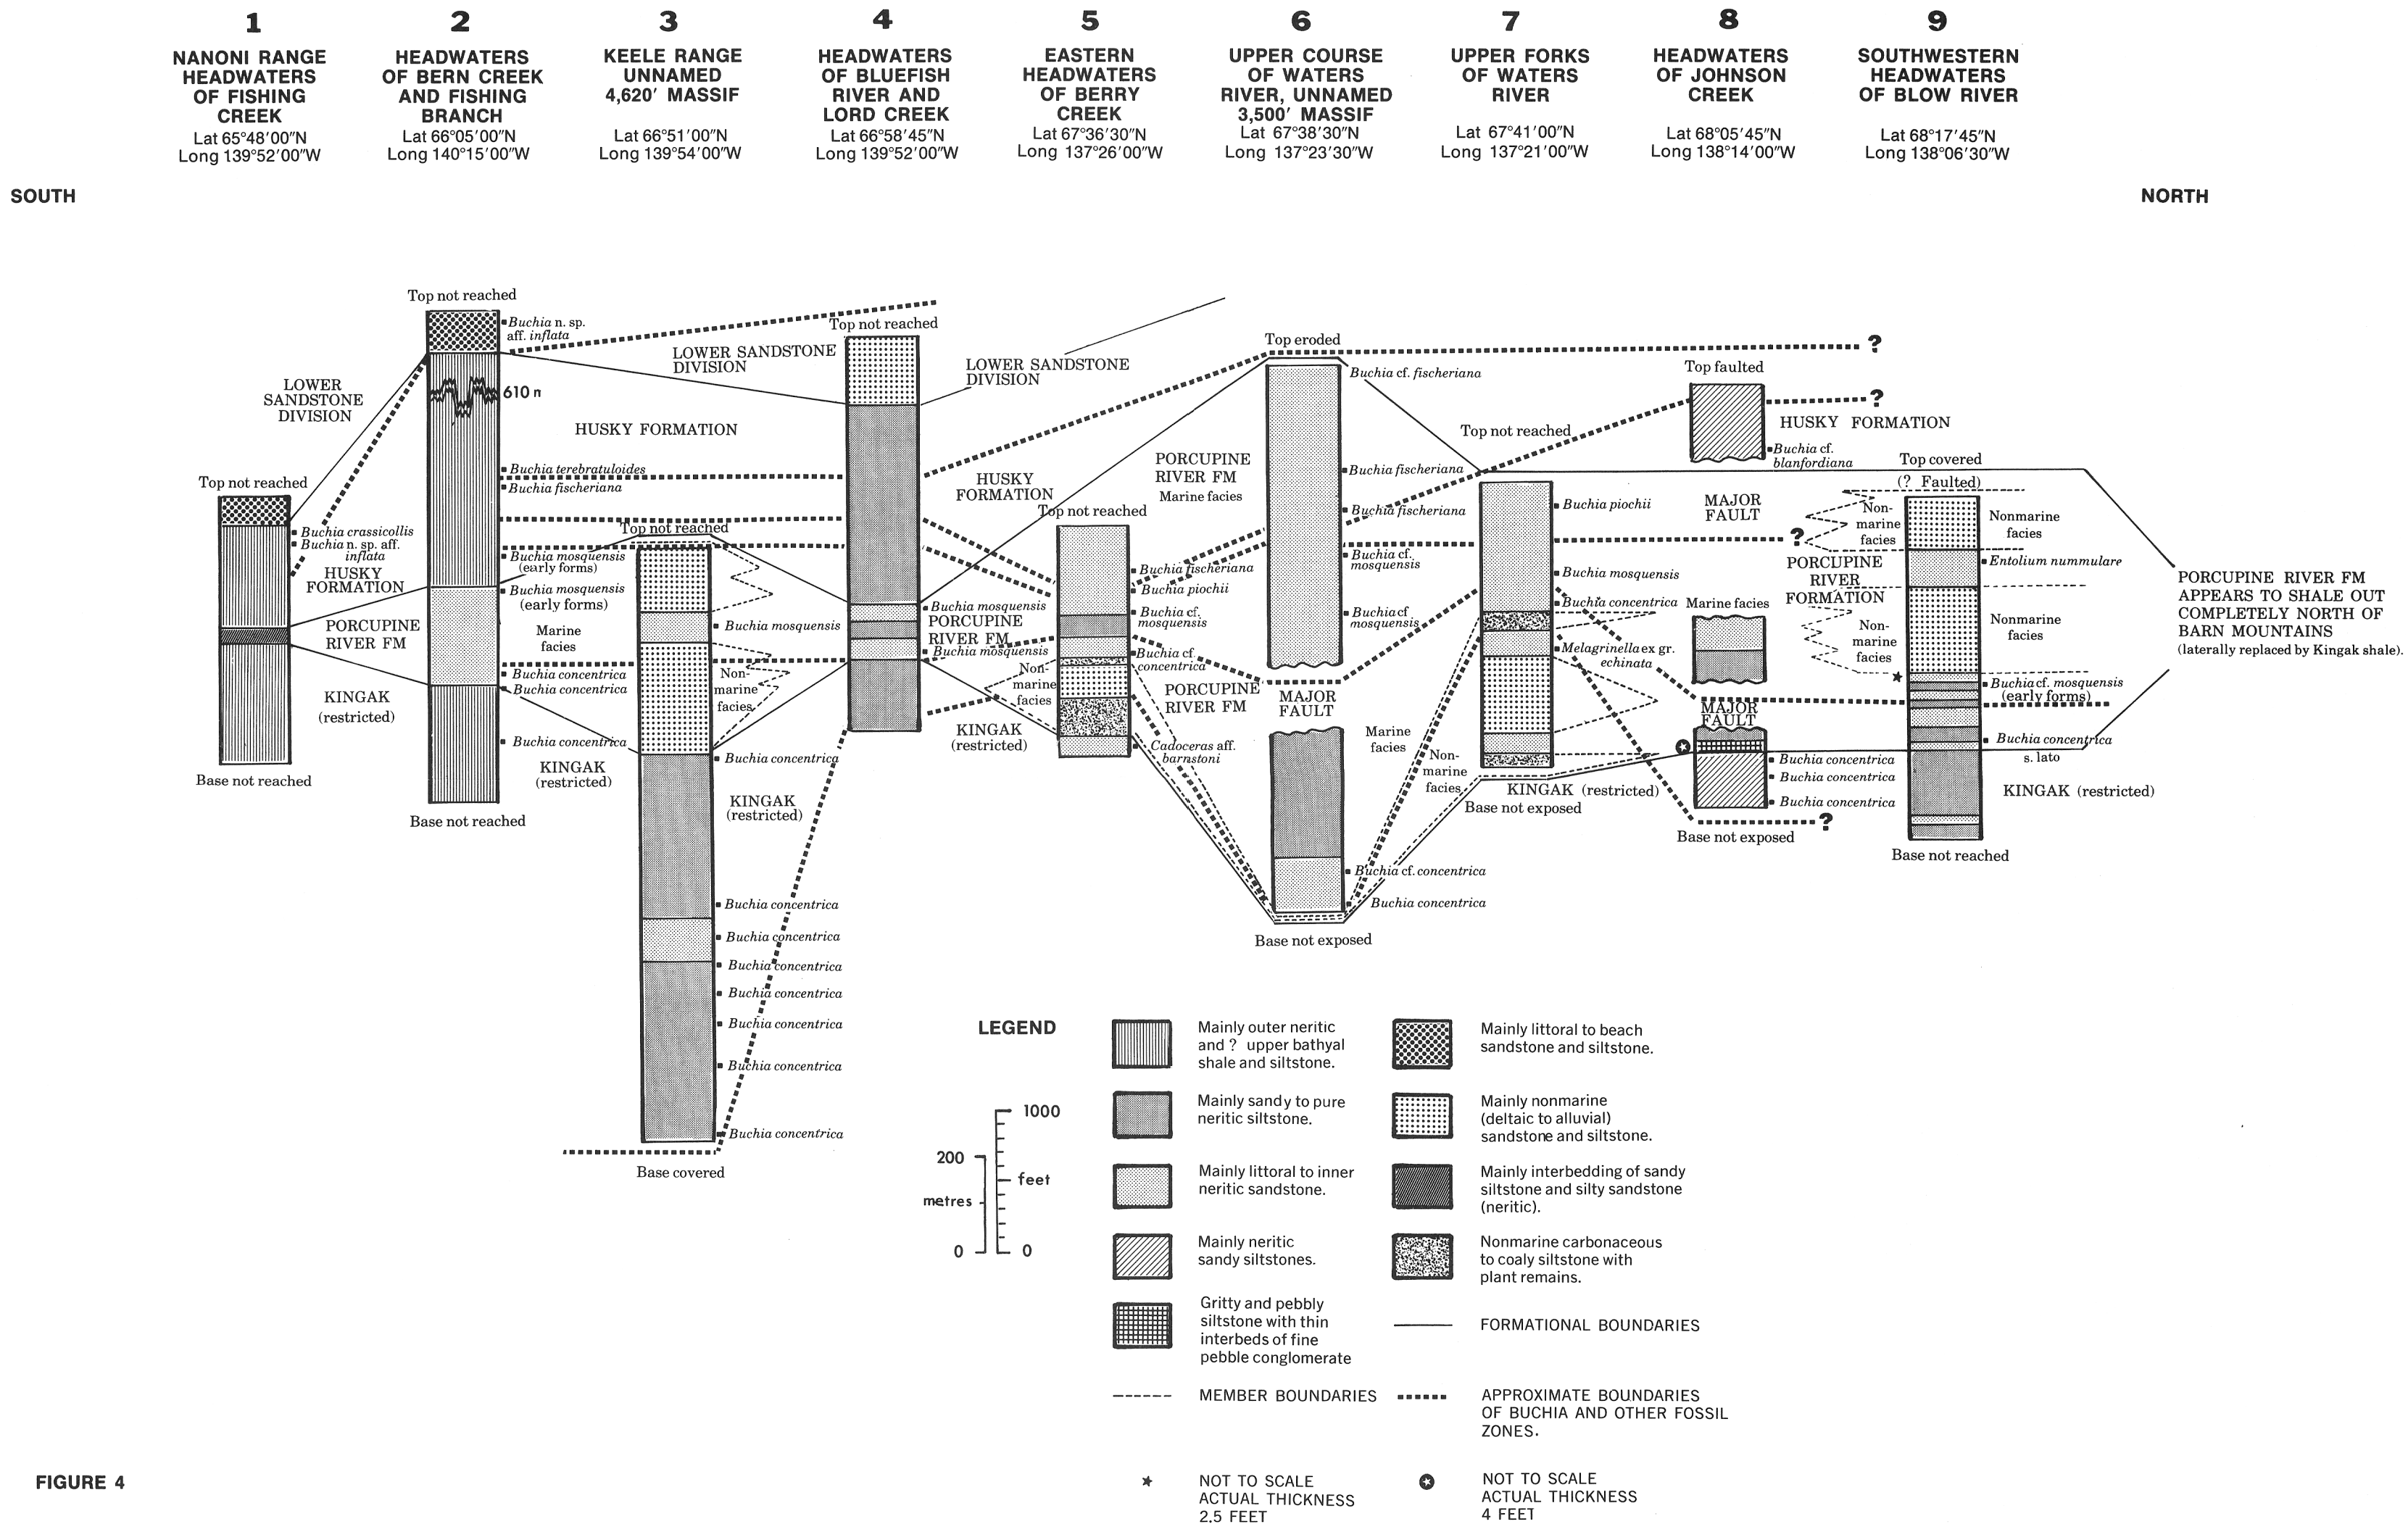 1
NANONI RANGE
HEADWATERS
OF FISHING
CREEK
Lat 65°48'00"N
Long 139°52'00"W
2
HEADWATERS
OF BERN CREEK
AND FISHING
BRANCH
Lat 66°05'00"N
Long 140°15'00"W
3
KEELE RANGE
UNNAMED
4,620' MASSIF
Lat 66°51'00"N
Long 139°54'00"W
4
HEADWATERS
OF BLUEFISH
RIVER AND
LORD CREEK
Lat 66°58'45"N
Long 139°52'00"W
5
EASTERN
HEADWATERS
OF BERRY
CREEK
Lat 67°36'30"N
Long 137°26'00"W
6
UPPER COURSE
OF WATERS
RIVER, UNNAMED
3,500' MASSIF
Lat 67°38'30"N
Long 137°23'30"W
7
UPPER FORKS
OF WATERS
RIVER
Lat 67°41'00"N
Long 137°21'00"W
8
HEADWATERS
OF JOHNSON
CREEK
Lat 68°05'45"N
Long 138°14'00"W
9
SOUTHWESTERN
HEADWATERS
OF BLOW RIVER
Lat 68°17'45"N
Long 138°06'30"W
SOUTH
NORTH
Top not reached
LOWER
SANDSTONE
DIVISION
Buchia crassicollis
Buchia n. sp. aff.
inflata
HUSKY
FORMATION
PORCUPINE
RIVER FM
KINGAK
(restricted)
Base not reached
Top not reached
Buchia n. sp.
aff. inflata
610 m
HUSKY FORMATION
Buchia terebratuloides
Buchia fischeriana
Buchia mosquensis
(early forms)
Buchia mosquensis
(early forms)
Marine
facies
Buchia concentrica
Buchia concentrica
Buchia concentrica
KINGAK
(restricted)
Base not reached
LOWER SANDSTONE
DIVISION
Top not reached
Buchia mosquensis
Non-
marine
facies
Buchia concentrica
KINGAK
(restricted)
Buchia concentrica
Buchia concentrica
Buchia concentrica
Buchia concentrica
Buchia concentrica
Buchia concentrica
Buchia concentrica
Base covered
Top not reached
LOWER SANDSTONE
DIVISION
HUSKY
FORMATION
Buchia mosquensis
PORCUPINE
RIVER FM
Buchia mosquensis
Non-
marine
facies
KINGAK
(restricted)
Top not reached
PORCUPINE
RIVER FM
Marine facies
Buchia fischeriana
Buchia piochii
Buchia cf.
mosquensis
Buchia cf.
concentrica
PORCUPINE
RIVER FM
Cadoceras aff.
barnstoni
Top eroded
Buchia cf. fischeriana
Buchia fischeriana
Buchia fischeriana
Buchia cf.
mosquensis
Buchia cf
mosquensis
MAJOR
FAULT
Marine
facies
Non-
marine
facies
Buchia cf. concentrica
Buchia concentrica
Base not exposed
Top not reached
Buchia piochii
Buchia mosquensis
Buchia concentrica
Melagrinella ex gr.
echinata
KINGAK (restricted)
Base not exposed
?
?
?
?
Top faulted
HUSKY FORMATION
Buchia cf.
blanfordiana
MAJOR
FAULT
PORCUPINE
RIVER
FORMATION
Marine facies
MAJOR
FAULT
Buchia concentrica
Buchia concentrica
Buchia concentrica
Base not exposed
Top covered
(? Faulted)
Non-
marine
facies
Nonmarine
facies
Entolium nummulare
Non-
marine
facies
Nonmarine
facies
Buchia cf. mosquensis
(early forms)
Buchia concentrica
s. lato
KINGAK (restricted)
Base not reached
PORCUPINE RIVER FM
APPEARS TO SHALE OUT
COMPLETELY NORTH OF
BARN MOUNTAINS
(laterally replaced by Kingak shale).
LEGEND
1000
200
feet
metres
0
0
Mainly outer neritic
and ? upper bathyal
shale and siltstone.
Mainly sandy to pure
neritic siltstone.
Mainly littoral to inner
neritic sandstone.
Mainly neritic
sandy siltstones.
Gritty and pebbly
siltstone with thin
interbeds of fine
pebble conglomerate
MEMBER BOUNDARIES
NOT TO SCALE
ACTUAL THICKNESS
2.5 FEET
Mainly littoral to beach
sandstone and siltstone.
Mainly nonmarine
(deltaic to alluvial)
sandstone and siltstone.
Mainly interbedding of sandy
siltstone and silty sandstone
(neritic).
Nonmarine carbonaceous
to coaly siltstone with
plant remains.
FORMATIONAL BOUNDARIES
APPROXIMATE BOUNDARIES
OF BUCHIA AND OTHER FOSSIL
ZONES.
NOT TO SCALE
ACTUAL THICKNESS
4 FEET
FIGURE 4